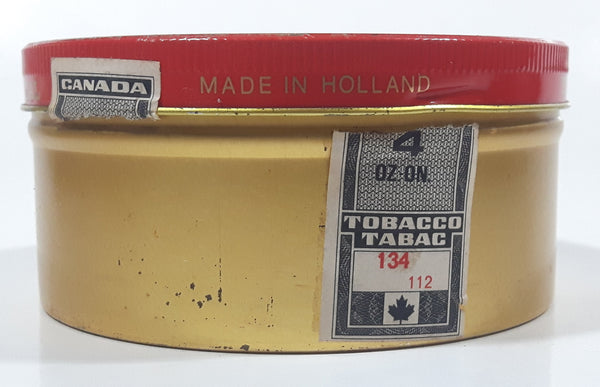 CANADA
MADE IN HOLLAND
4
OZ·ON.
TOBACCO
TABAC
134
112